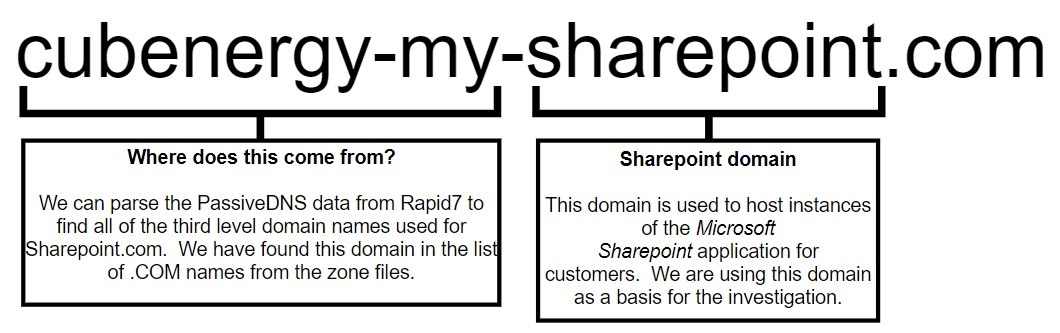 cubenergy-my-sharepoint.com
Where does this come from?
We can parse the PassiveDNS data from Rapid7 to
find all of the third level domain names used for
Sharepoint.com.  We have found this domain in the list
of .COM names from the zone files.
Sharepoint domain
This domain is used to host instances
of the Microsoft
Sharepoint application for
customers.  We are using this domain
as a basis for the investigation.